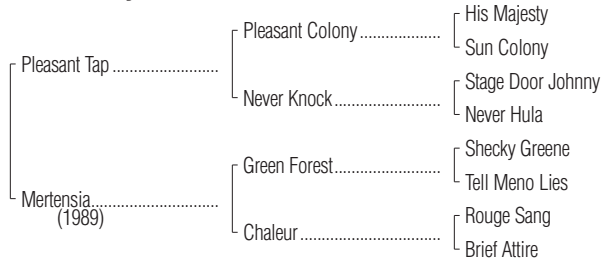 His Majesty
Pleasant Colony
Sun Colony
Pleasant Tap
Stage Door Johnny
Never Knock
Never Hula
Shecky Greene
Green Forest
Tell Meno Lies
Mertensia
(1989)
Rouge Sang
Chaleur
Brief Attire